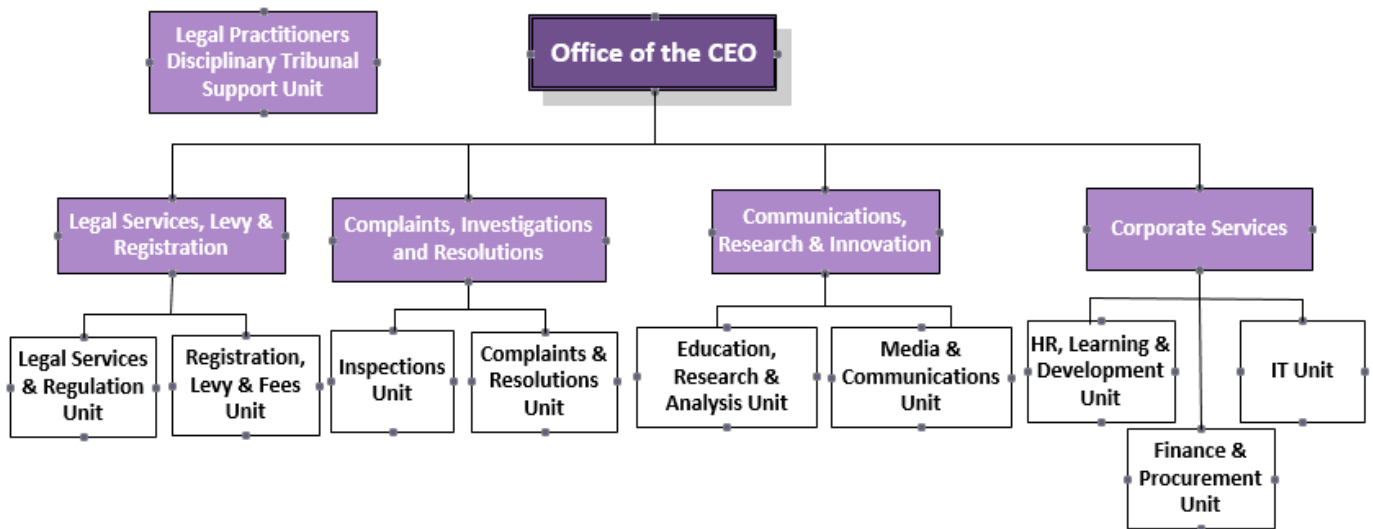 Legal Practitioners
Disciplinary Tribunal
Support Unit
Office of the CEO
Legal Services, Levy &
Registration
Complaints, Investigations
and Resolutions
Communications,
Research & Innovation
Corporate Services
Legal Services
& Regulation
Unit
Registration,
Levy & Fees
Unit
Inspections
Unit
Complaints &
Resolutions
Unit
Education,
Research &
Analysis Unit
Media &
Communications
Unit
HR, Learning &
Development
Unit
IT Unit
Finance &
Procurement
Unit